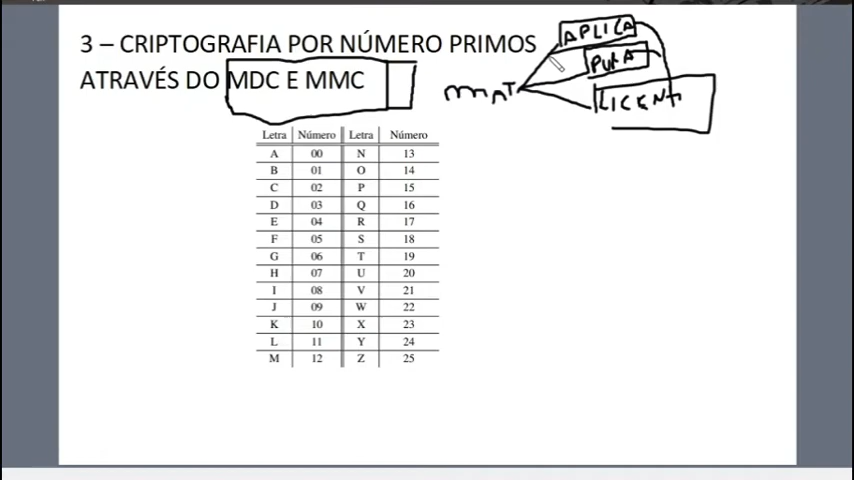 3 – CRIPTOGRAFIA POR NÚMERO PRIMOS
ATRAVÉS DO MDC E MMC
APLICA
PURA
MAT
LICENT
Letra Número Letra Número
A 00 N 13
B 01 O 14
C 02 P 15
D 03 Q 16
E 04 R 17
F 05 S 18
G 06 T 19
H 07 U 20
I 08 V 21
J 09 W 22
K 10 X 23
L 11 Y 24
M 12 Z 25